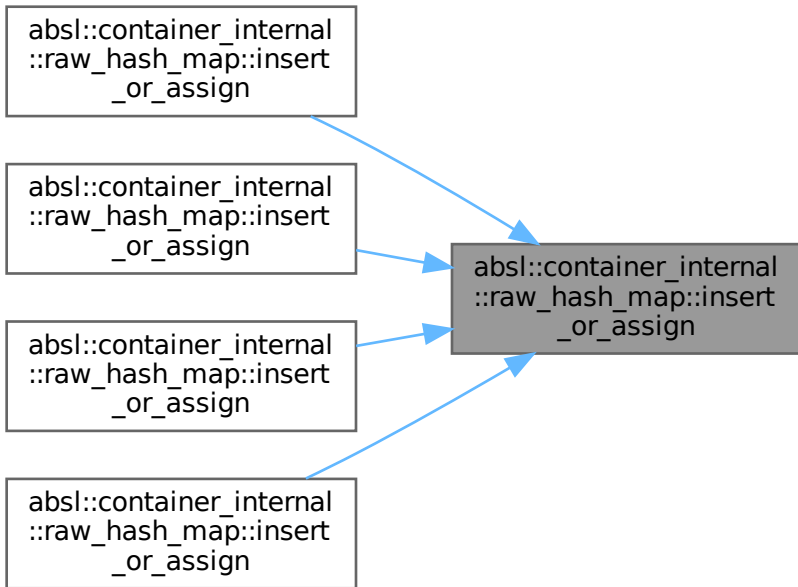 absl::container_internal
::raw_hash_map::insert
_or_assign
absl::container_internal
::raw_hash_map::insert
_or_assign
absl::container_internal
::raw_hash_map::insert
_or_assign
absl::container_internal
::raw_hash_map::insert
_or_assign
absl::container_internal
::raw_hash_map::insert
_or_assign